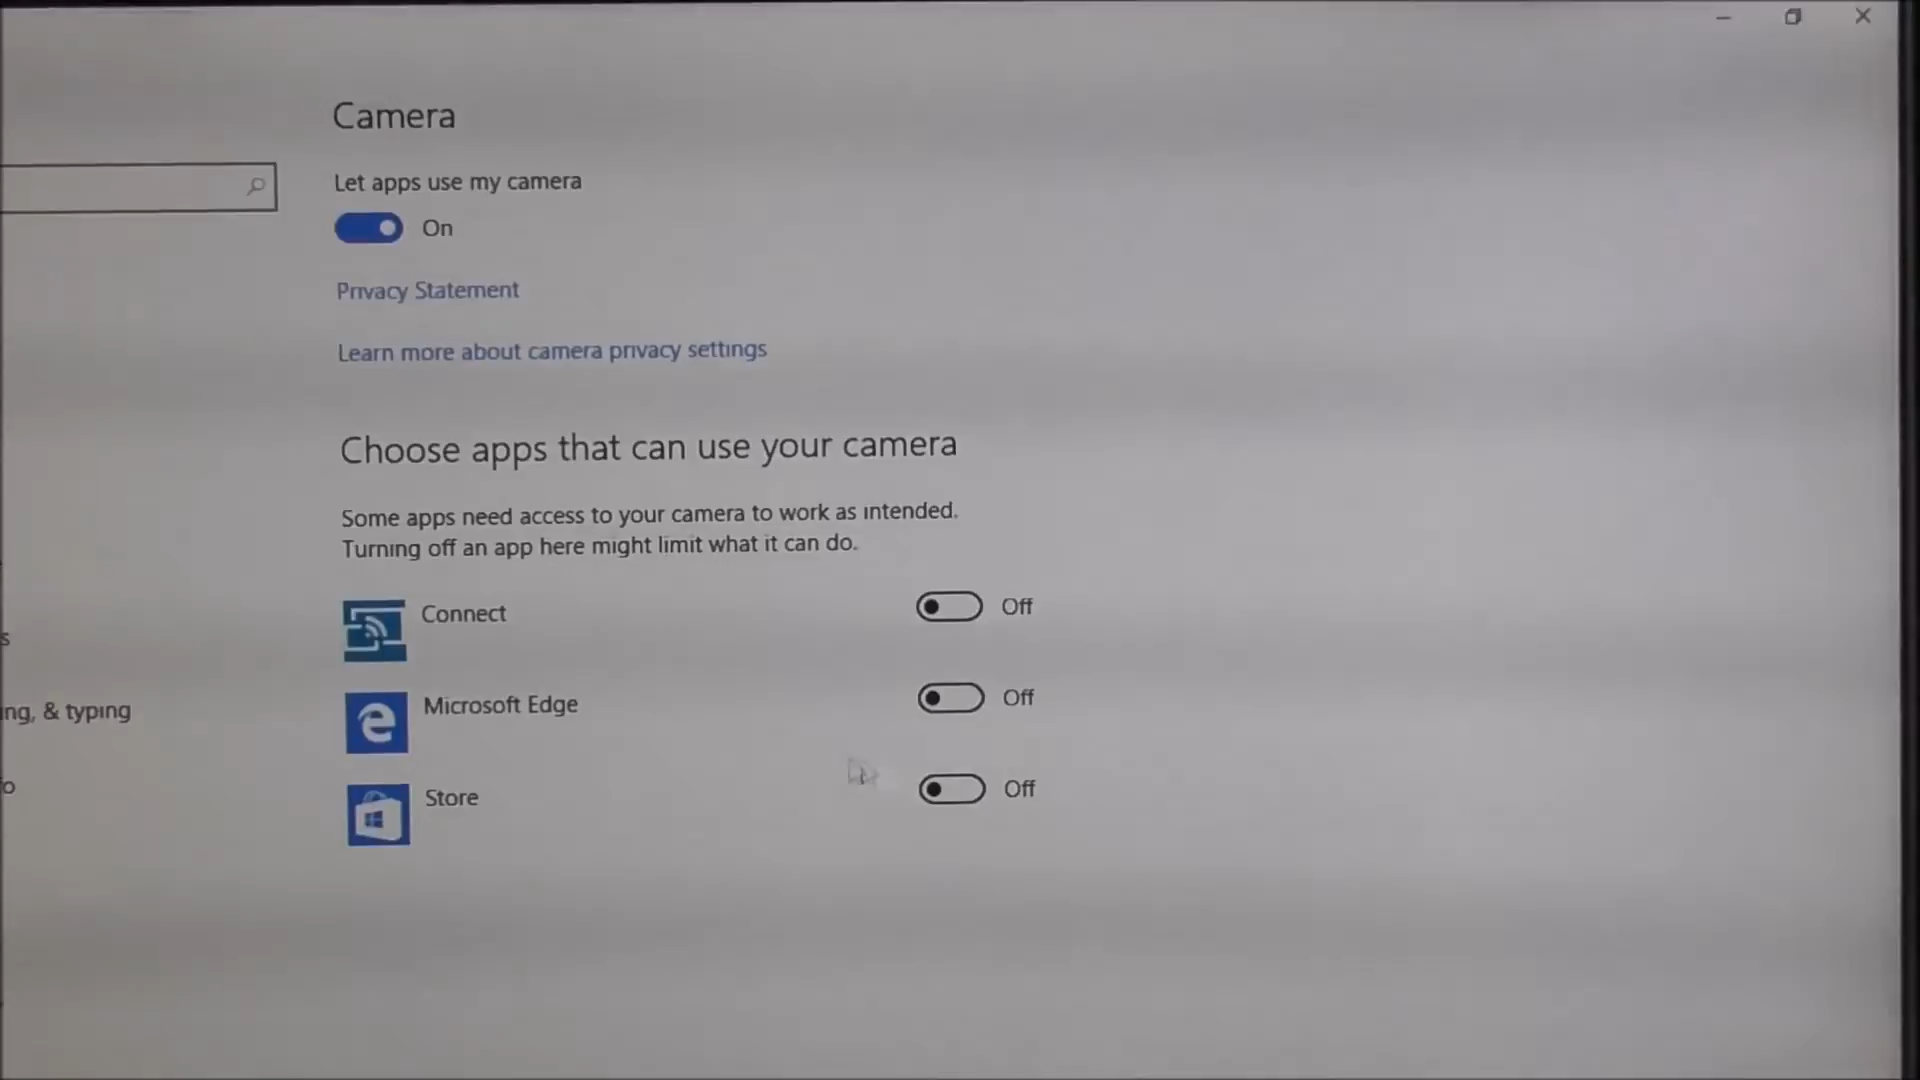 Camera
Let apps use my camera
On
Privacy Statement
Learn more about camera privacy settings
Choose apps that can use your camera
Some apps need access to your camera to work as intended.
Turning off an app here might limit what it can do.
Connect
Off
Microsoft Edge
Off
Store
Off
s
ng, & typing
o